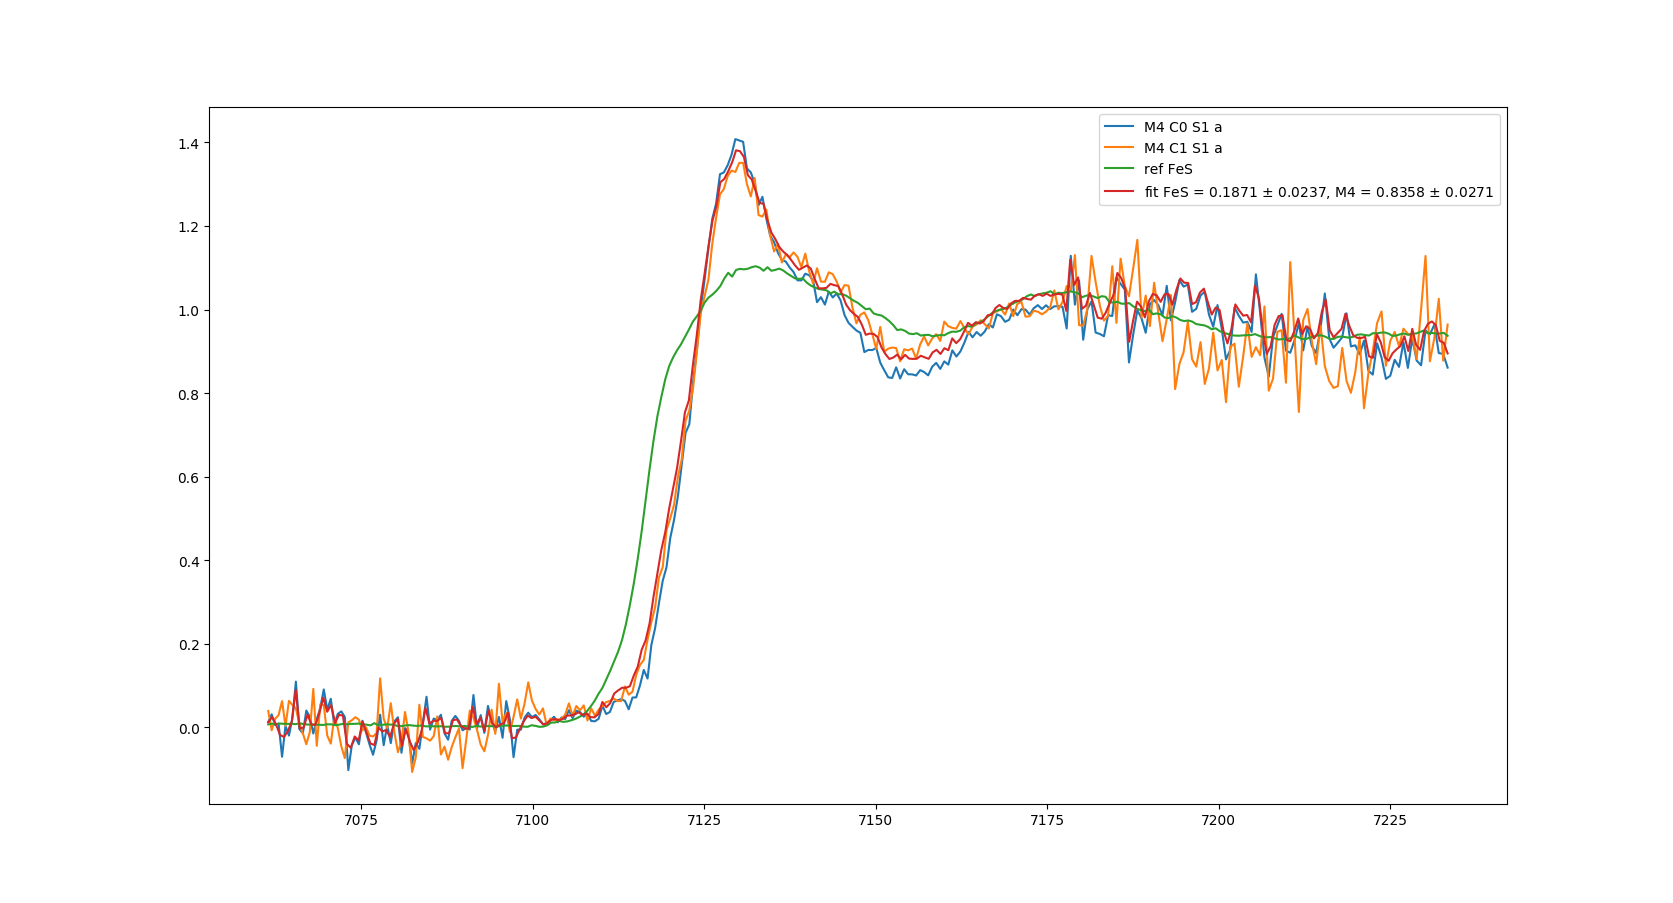 M4 C0 S1 a
M4 C1 S1 a
ref FeS
fit FeS = 0.1871 ± 0.0237, M4 = 0.8358 ± 0.0271
1.4
1.2
1.0
0.8
0.6
0.4
0.2
0.0
7075 7100 7125 7150 7175 7200 7225